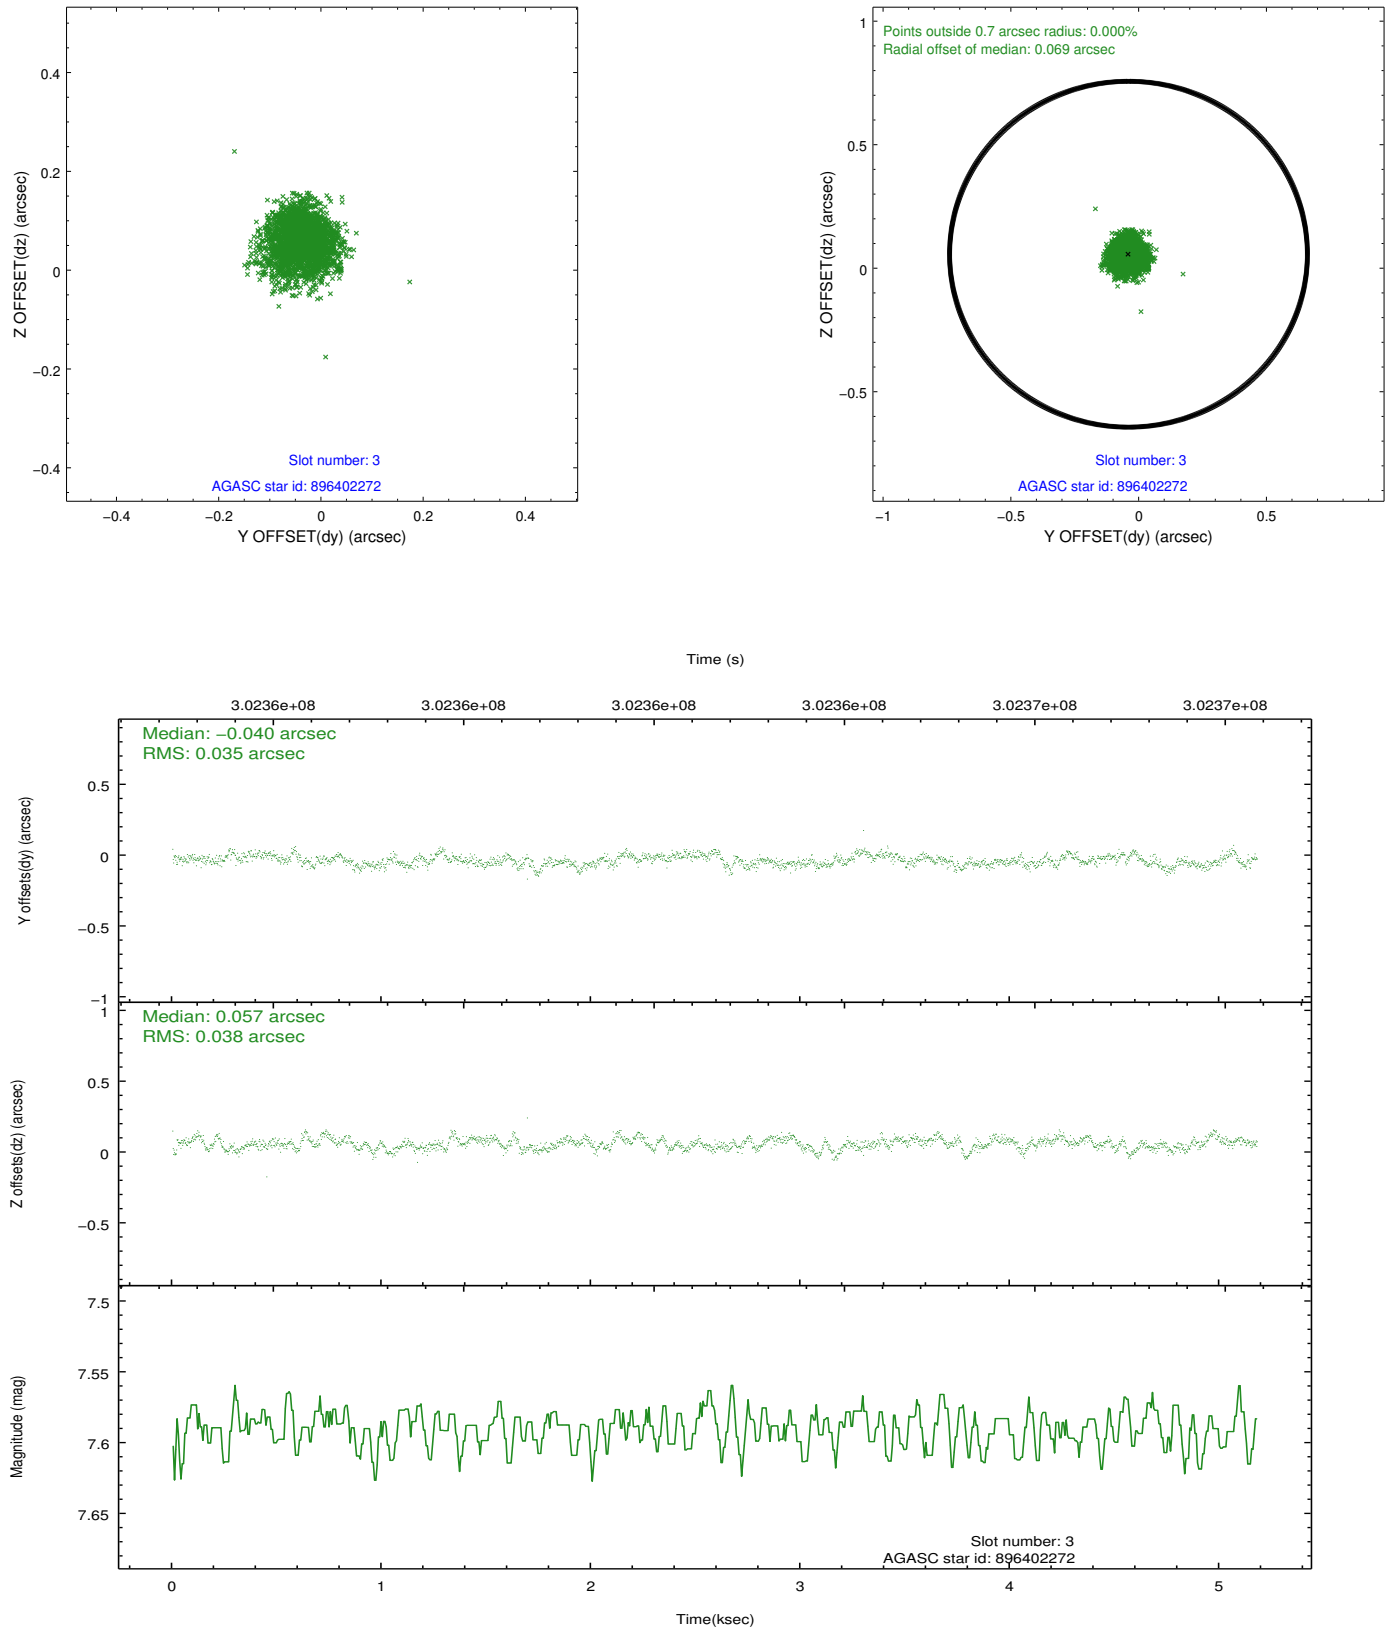 0.4
0.2
0
−0.2
−0.4
Z OFFSET(dz) (arcsec)
Slot number: 3
AGASC star id: 896402272
−0.4 −0.2 0 0.2 0.4
Y OFFSET(dy) (arcsec)
Points outside 0.7 arcsec radius: 0.000%
Radial offset of median: 0.069 arcsec
1
0.5
0
−0.5
Z OFFSET(dz) (arcsec)
Slot number: 3
AGASC star id: 896402272
−1 −0.5 0 0.5
Y OFFSET(dy) (arcsec)
Time (s)
3.0236e+08 3.0236e+08 3.0236e+08 3.0236e+08 3.0237e+08 3.0237e+08
Median: −0.040 arcsec
RMS: 0.035 arcsec
0.5
0
−0.5
−1
Y offsets(dy) (arcsec)
Median: 0.057 arcsec
RMS: 0.038 arcsec
1
0.5
0
−0.5
Z offsets(dz) (arcsec)
7.5
7.55
7.6
7.65
Magnitude (mag)
Slot number: 3
AGASC star id: 896402272
0 1 2 3 4 5
Time(ksec)